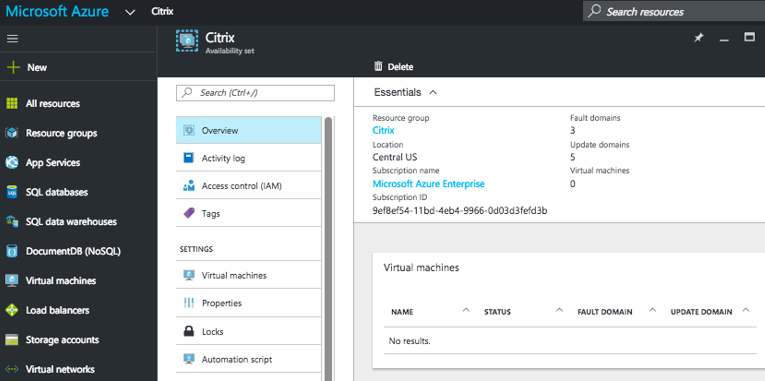 Microsoft Azure
Citrix
Search resources
Citrix
Availability set
New
All resources
Resource groups
App Services
SQL databases
SQL data warehouses
DocumentDB (NoSQL)
Virtual machines
Load balancers
Storage accounts
Virtual networks
Search (Ctrl+/)
Overview
Activity log
Access control (IAM)
Tags
SETTINGS
Virtual machines
Properties
Locks
Automation script
Delete
Essentials
Resource group
Citrix
Location
Central US
Subscription name
Microsoft Azure Enterprise
Subscription ID
9ef8ef54-11bd-4eb4-9966-0d03d3fefd3b
Fault domains
3
Update domains
5
Virtual machines
0
Virtual machines
NAME STATUS FAULT DOMAIN UPDATE DOMAIN
No results.